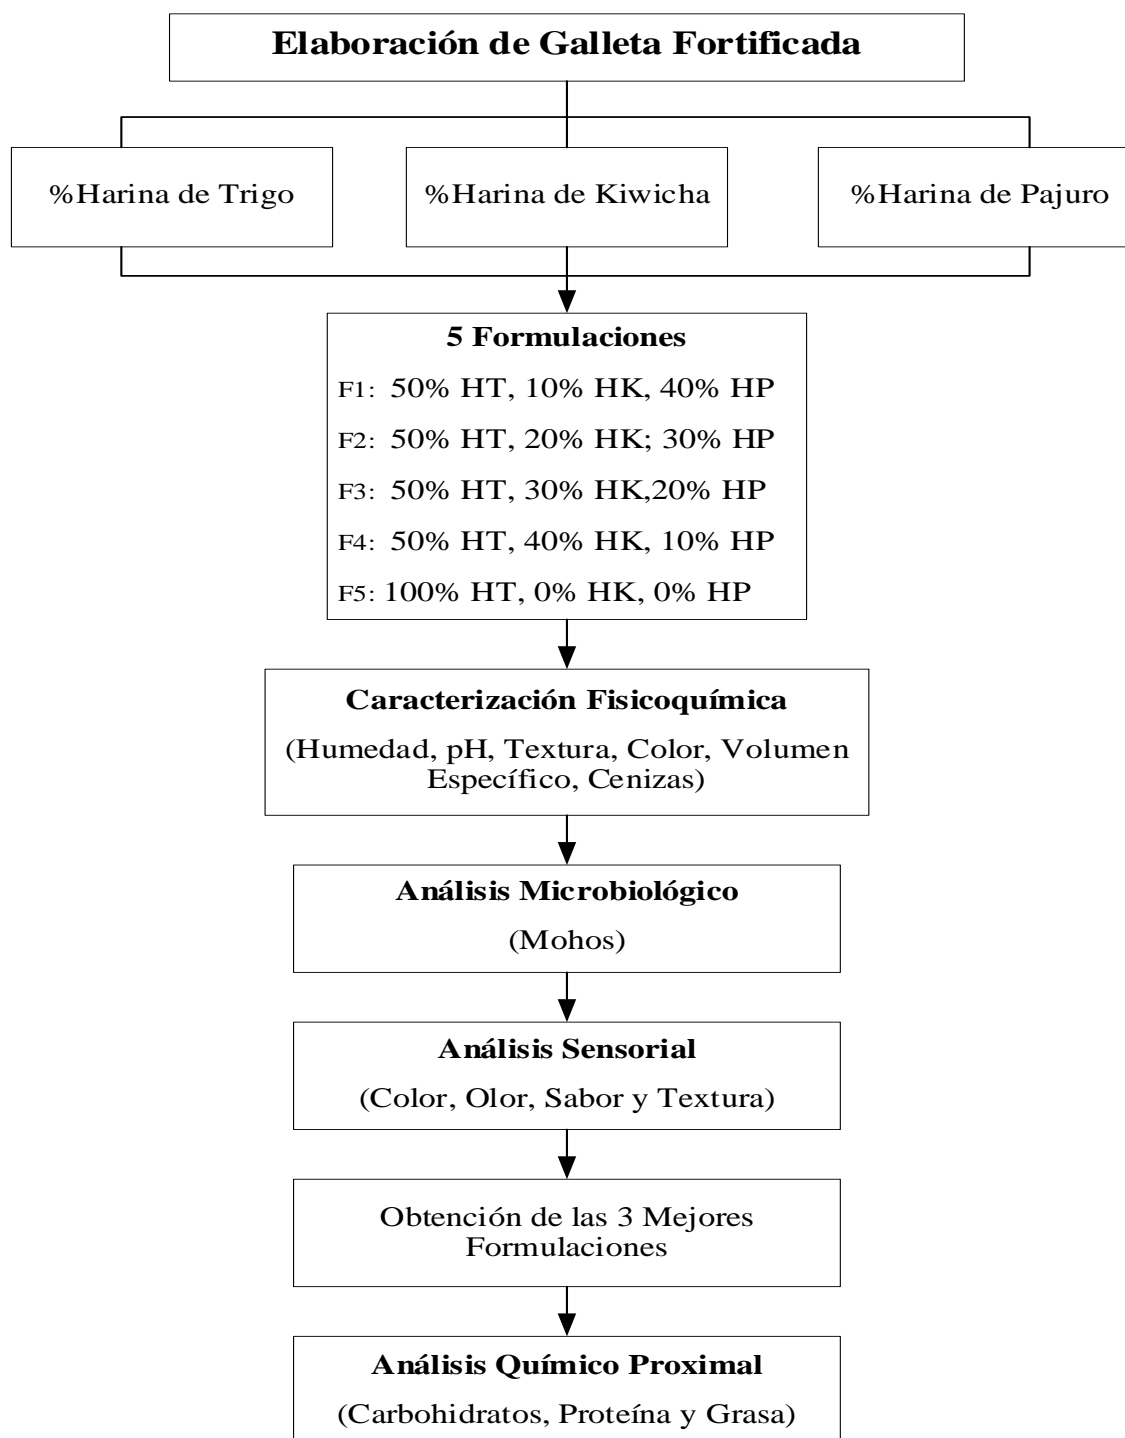 Elaboración de Galleta Fortificada
%Harina de Trigo
%Harina de Kiwicha
%Harina de Pajuro
5 Formulaciones
F1: 50% HT, 10% HK, 40% HP
F2: 50% HT, 20% HK; 30% HP
F3: 50% HT, 30% HK,20% HP
F4: 50% HT, 40% HK, 10% HP
F5: 100% HT, 0% HK, 0% HP
Caracterización Fisicoquímica
(Humedad, pH, Textura, Color, Volumen
Específico, Cenizas)
Análisis Microbiológico
(Mohos)
Análisis Sensorial
(Color, Olor, Sabor y Textura)
Obtención de las 3 Mejores
Formulaciones
Análisis Químico Proximal
(Carbohidratos, Proteína y Grasa)